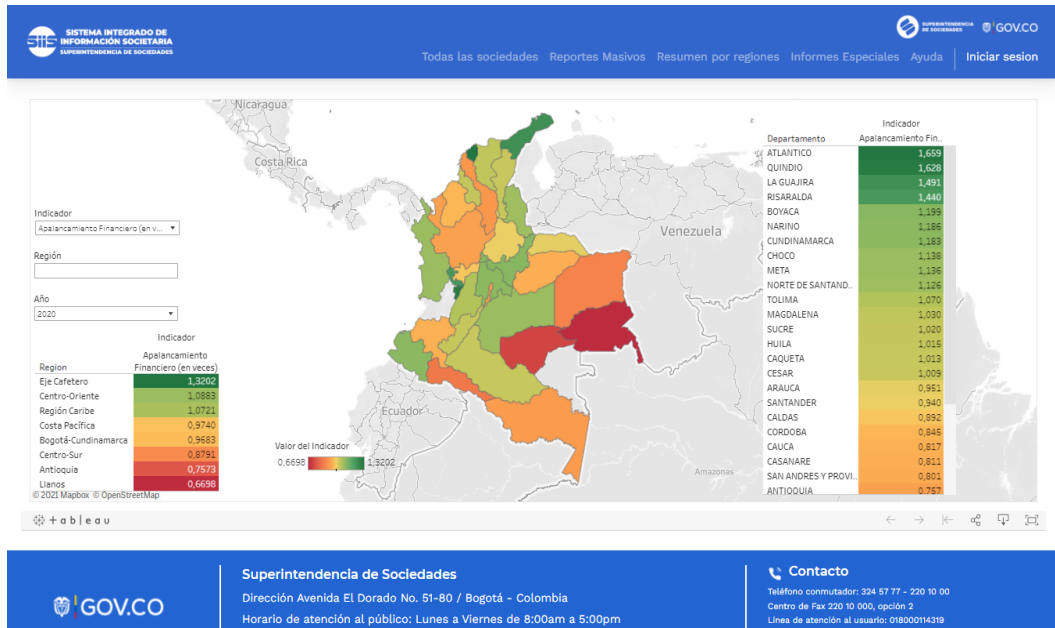 SISTEMA INTEGRADO DE
INFORMACIÓN SOCIETARIA
SUPERINTENDENCIA DE SOCIEDADES
SUPERINTENDENCIA
DE SOCIEDADES
GOV.CO
Todas las sociedades Reportes Masivos Resumen por regiones Informes Especiales Ayuda Iniciar sesion
Nicaragua
Costa Rica
Venezuela
Ecuador
Amazonas
Indicador
Apalancamiento Financiero (en v...
Región
Año
2020
Indicador
Apalancamiento
Region Financiero (en veces)
Eje Cafetero 1,3202
Centro-Oriente 1,0883
Región Caribe 1,0721
Costa Pacífica 0,9740
Bogotá-Cundinamarca 0,9683
Centro-Sur 0,8791
Antioquia 0,7573
Llanos 0,6698
© 2021 Mapbox © OpenStreetMap
Valor del Indicador
0,6698 1,3202
Indicador
Departamento Apalancamiento Fin..
ATLANTICO 1,659
QUINDIO 1,628
LA GUAJIRA 1,491
RISARALDA 1,440
BOYACA 1,199
NARINO 1,186
CUNDINAMARCA 1,183
CHOCO 1,138
META 1,136
NORTE DE SANTAND.. 1,126
TOLIMA 1,070
MAGDALENA 1,030
SUCRE 1,020
HUILA 1,015
CAQUETA 1,013
CESAR 1,009
ARAUCA 0,951
SANTANDER 0,940
CALDAS 0,892
CORDOBA 0,845
CAUCA 0,817
CASANARE 0,811
SAN ANDRES Y PROVI.. 0,801
ANTIOQUIA 0,757
+ableau
GOV.CO
Superintendencia de Sociedades
Dirección Avenida El Dorado No. 51-80 / Bogotá - Colombia
Horario de atención al público: Lunes a Viernes de 8:00am a 5:00pm
Contacto
Teléfono conmutador: 324 57 77 - 220 10 00
Centro de Fax 220 10 000, opción 2
Línea de atención al usuario: 018000114319